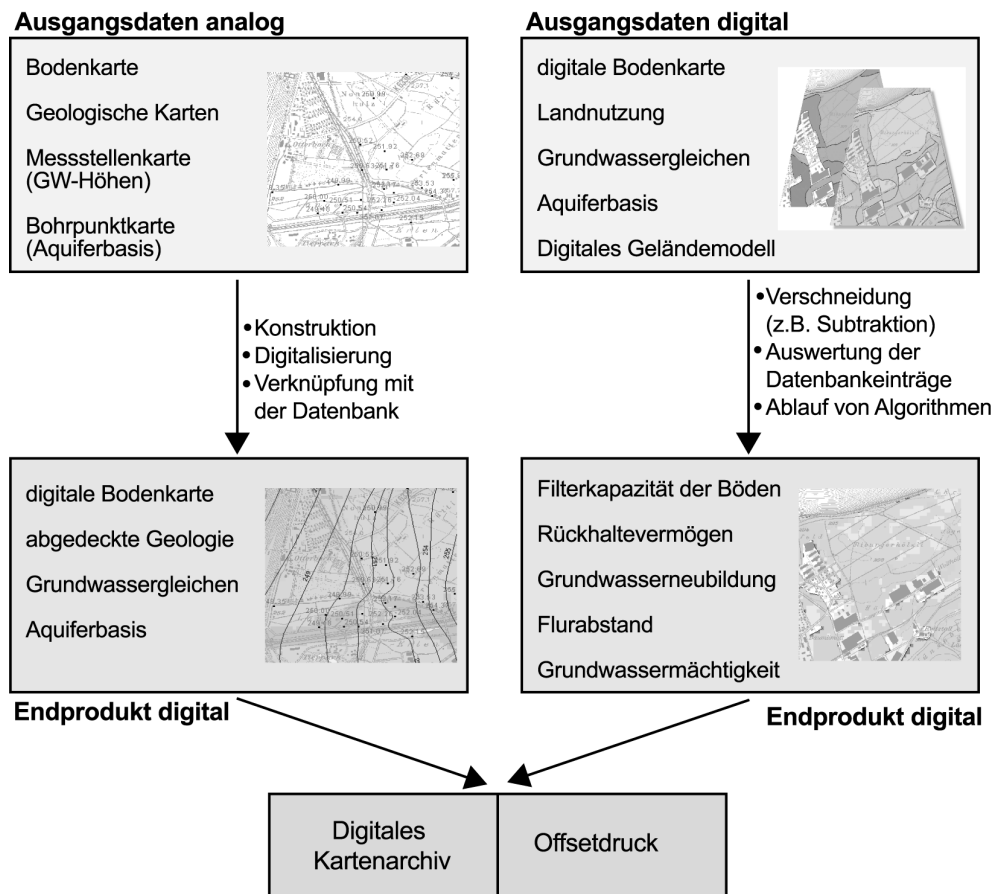 Ausgangsdaten analog
Bodenkarte
Geologische Karten
Messstellenkarte
(GW-Höhen)
Bohrpunktkarte
(Aquiferbasis)
Ausgangsdaten digital
digitale Bodenkarte
Landnutzung
Grundwassergleichen
Aquiferbasis
Digitales Geländemodell
•Konstruktion
•Digitalisierung
•Verknüpfung mit
der Datenbank
•Verschneidung
(z.B. Subtraktion)
•Auswertung der
Datenbankeinträge
•Ablauf von Algorithmen
digitale Bodenkarte
abgedeckte Geologie
Grundwassergleichen
Aquiferbasis
Endprodukt digital
Filterkapazität der Böden
Rückhaltevermögen
Grundwasserneubildung
Flurabstand
Grundwassermächtigkeit
Endprodukt digital
Digitales
Kartenarchiv
Offsetdruck